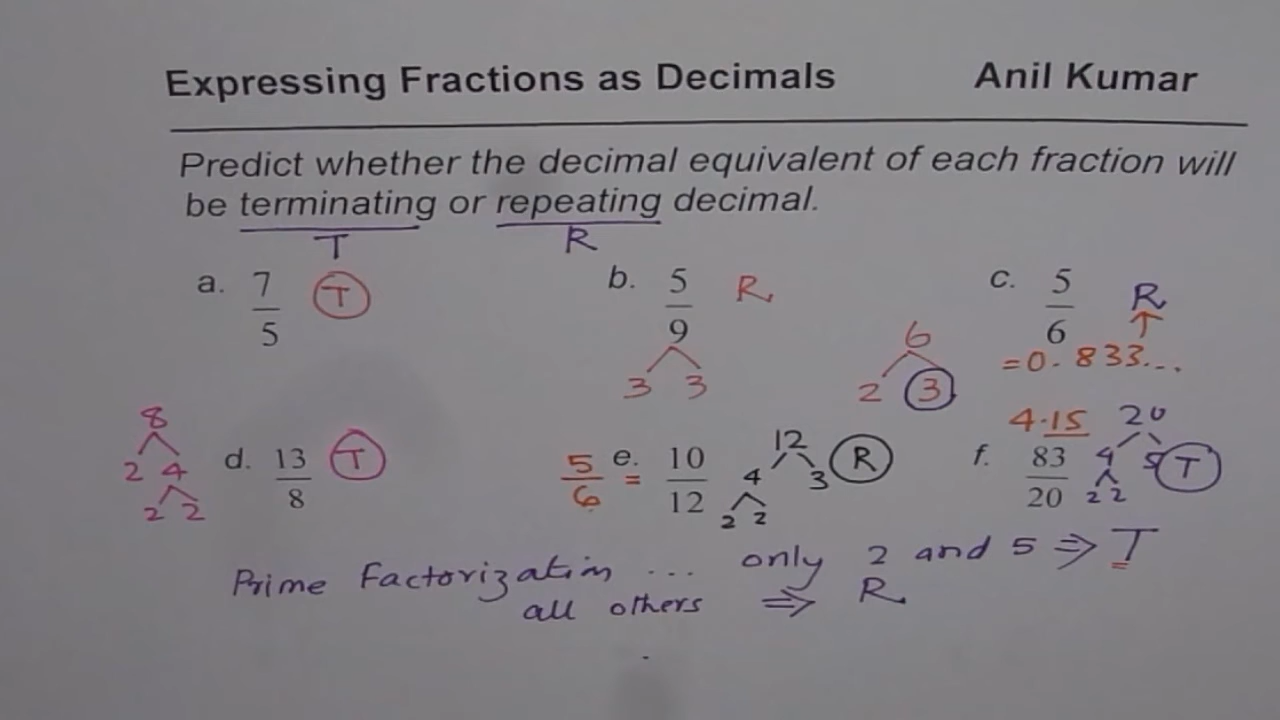 Expressing Fractions as Decimals Anil Kumar
Predict whether the decimal equivalent of each fraction will
be terminating or repeating decimal.
T R
a. 7/5 T b. 5/9 R c. 5/6 R
3 3 6 = 0.833...
2 3
8 4.15 20
2 4 d. 13/8 T 5/6 = e. 10/12 12 R f. 83/20 4 5 T
2 2 4 3 2 2
2 2
Prime Factorization ... only 2 and 5 ⇒ T
all others ⇒ R